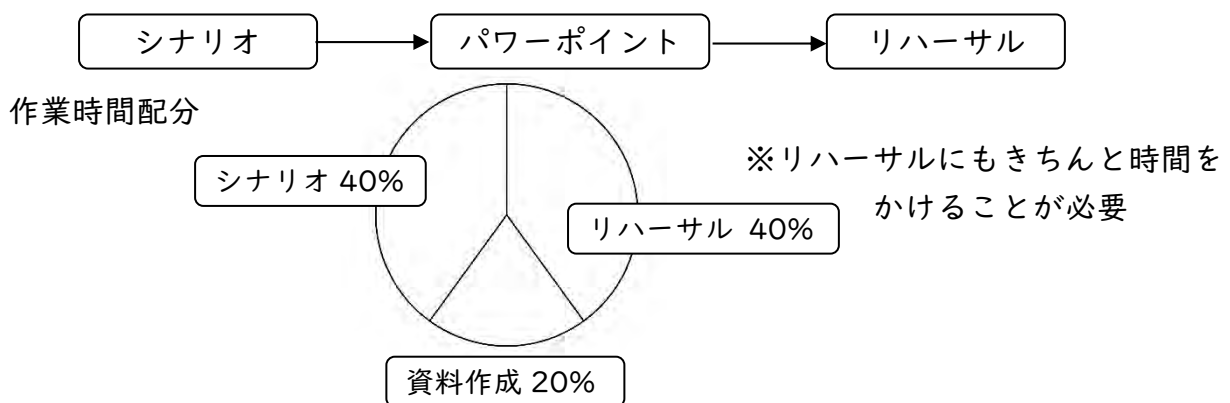 シナリオ
パワーポイント
リハーサル
作業時間配分
シナリオ 40%
リハーサル 40%
資料作成 20%
※リハーサルにもきちんと時間を
かけることが必要